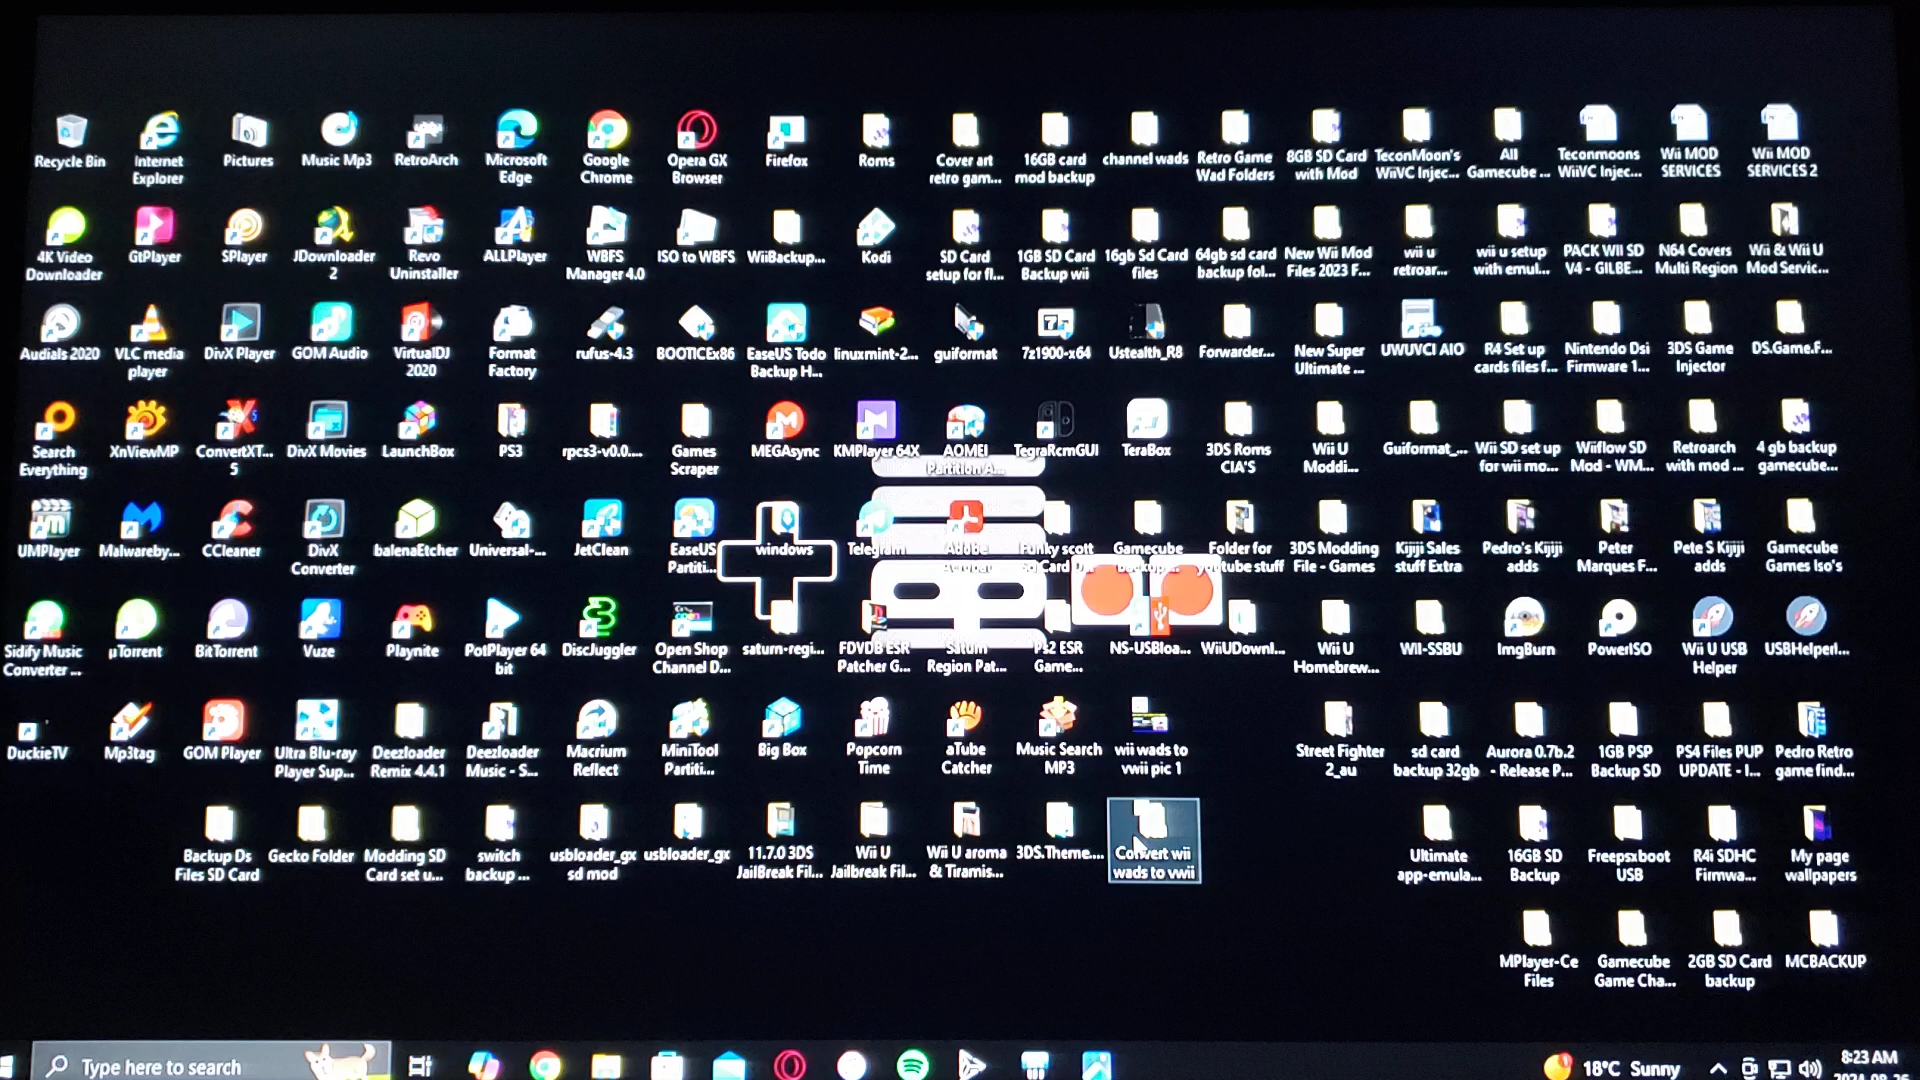 Recycle Bin
Internet
Explorer
Pictures
Music Mp3
RetroArch
Microsoft
Edge
Google
Chrome
Opera GX
Browser
Firefox
Roms
Cover art
retro gam...
16GB card
mod backup
channel wads
Retro Game
Wad Folders
8GB SD Card
with Mod
TeconMoon's
WiiVC Injec...
All
Gamecube ...
Teconmoons
WiiVC Injec...
Wii MOD
SERVICES
Wii MOD
SERVICES 2
4K Video
Downloader
GtPlayer
SPlayer
JDownloader
2
Revo
Uninstaller
ALLPlayer
WBFS
Manager 4.0
ISO to WBFS
WiiBackup...
Kodi
SD Card
setup for fl...
1GB SD Card
Backup wii
16gb Sd Card
files
64gb sd card
backup fol...
New Wii Mod
Files 2023 F...
wii u
retroar...
wii u setup
with emul...
PACK WII SD
V4 - GILBE...
N64 Covers
Multi Region
Wii & Wii U
Mod Servic...
Audials 2020
VLC media
player
DivX Player
GOM Audio
VirtualDJ
2020
Format
Factory
rufus-4.3
BOOTICEx86
EaseUS Todo
Backup H...
linuxmint-2...
guiformat
7z1900-x64
Ustealth_R8
Forwarder...
New Super
Ultimate ...
UWUVCI AIO
R4 Set up
cards files f...
Nintendo Dsi
Firmware 1...
3DS Game
Injector
DS.Game.F...
Search
Everything
XnViewMP
ConvertXT...
5
DivX Movies
LaunchBox
PS3
rpcs3-v0.0....
Games
Scraper
MEGAsync
KMPlayer 64X
AOMEI
Partition A...
TegraRcmGUI
TeraBox
3DS Roms
CIA'S
Wii U
Moddi...
Guiformat_...
Wii SD set up
for wii mo...
Wiiflow SD
Mod - WM...
Retroarch
with mod ...
4 gb backup
gamecube...
UMPlayer
Malwareby...
CCleaner
DivX
Converter
balenaEtcher
Universal-...
JetClean
EaseUS
Partiti...
windows
Telegram
Adobe
Acrobat
Funky scott
Sd Card D...
Gamecube
backup...
Folder for
youtube stuff
3DS Modding
File - Games
Kijiji Sales
stuff Extra
Pedro's Kijiji
adds
Peter
Marques F...
Pete S Kijiji
adds
Gamecube
Games Iso's
Sidify Music
Converter ...
µTorrent
BitTorrent
Vuze
Playnite
PotPlayer 64
bit
DiscJuggler
Open Shop
Channel D...
saturn-regi...
FDVDB ESR
Patcher G...
Saturn
Region Pat...
Ps2 ESR
Game...
NS-USBloa...
WiiUDownl...
Wii U
Homebrew...
WII-SSBU
ImgBurn
PowerISO
Wii U USB
Helper
USBHelperI...
DuckieTV
Mp3tag
GOM Player
Ultra Blu-ray
Player Sup...
Deezloader
Remix 4.4.1
Deezloader
Music - S...
Macrium
Reflect
MiniTool
Partiti...
Big Box
Popcorn
Time
aTube
Catcher
Music Search
MP3
wii wads to
vwii pic 1
Street Fighter
2_au
sd card
backup 32gb
Aurora 0.7b.2
- Release P...
1GB PSP
Backup SD
PS4 Files PUP
UPDATE - I...
Pedro Retro
game find...
Backup Ds
Files SD Card
Gecko Folder
Modding SD
Card set u...
switch
backup ...
usbloader_gx
sd mod
usbloader_gx
11.7.0 3DS
JailBreak Fil...
Wii U
Jailbreak Fil...
Wii U aroma
& Tiramis...
3DS.Theme....
Convert wii
wads to vwii
Ultimate
app-emula...
16GB SD
Backup
Freepsxboot
USB
R4i SDHC
Firmwa...
My page
wallpapers
MPlayer-Ce
Files
Gamecube
Game Cha...
2GB SD Card
backup
MCBACKUP
Type here to search
18°C Sunny
8:23 AM